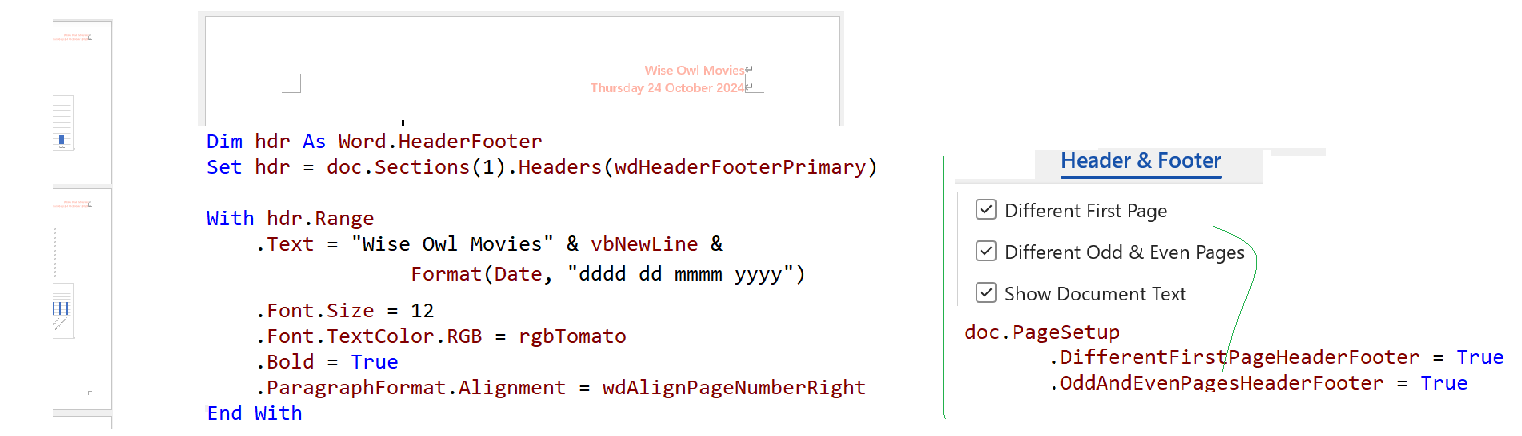 Wise Owl Movies
Thursday 24 October 2024
Dim hdr As Word.HeaderFooter
Set hdr = doc.Sections(1).Headers(wdHeaderFooterPrimary)
With hdr.Range
.Text = "Wise Owl Movies" & vbNewLine &
Format(Date, "dddd dd mmmm yyyy")
.Font.Size = 12
.Font.TextColor.RGB = rgbTomato
.Bold = True
.ParagraphFormat.Alignment = wdAlignPageNumberRight
End With
Header & Footer
Different First Page
Different Odd & Even Pages
Show Document Text
doc.PageSetup
.DifferentFirstPageHeaderFooter = True
.OddAndEvenPagesHeaderFooter = True